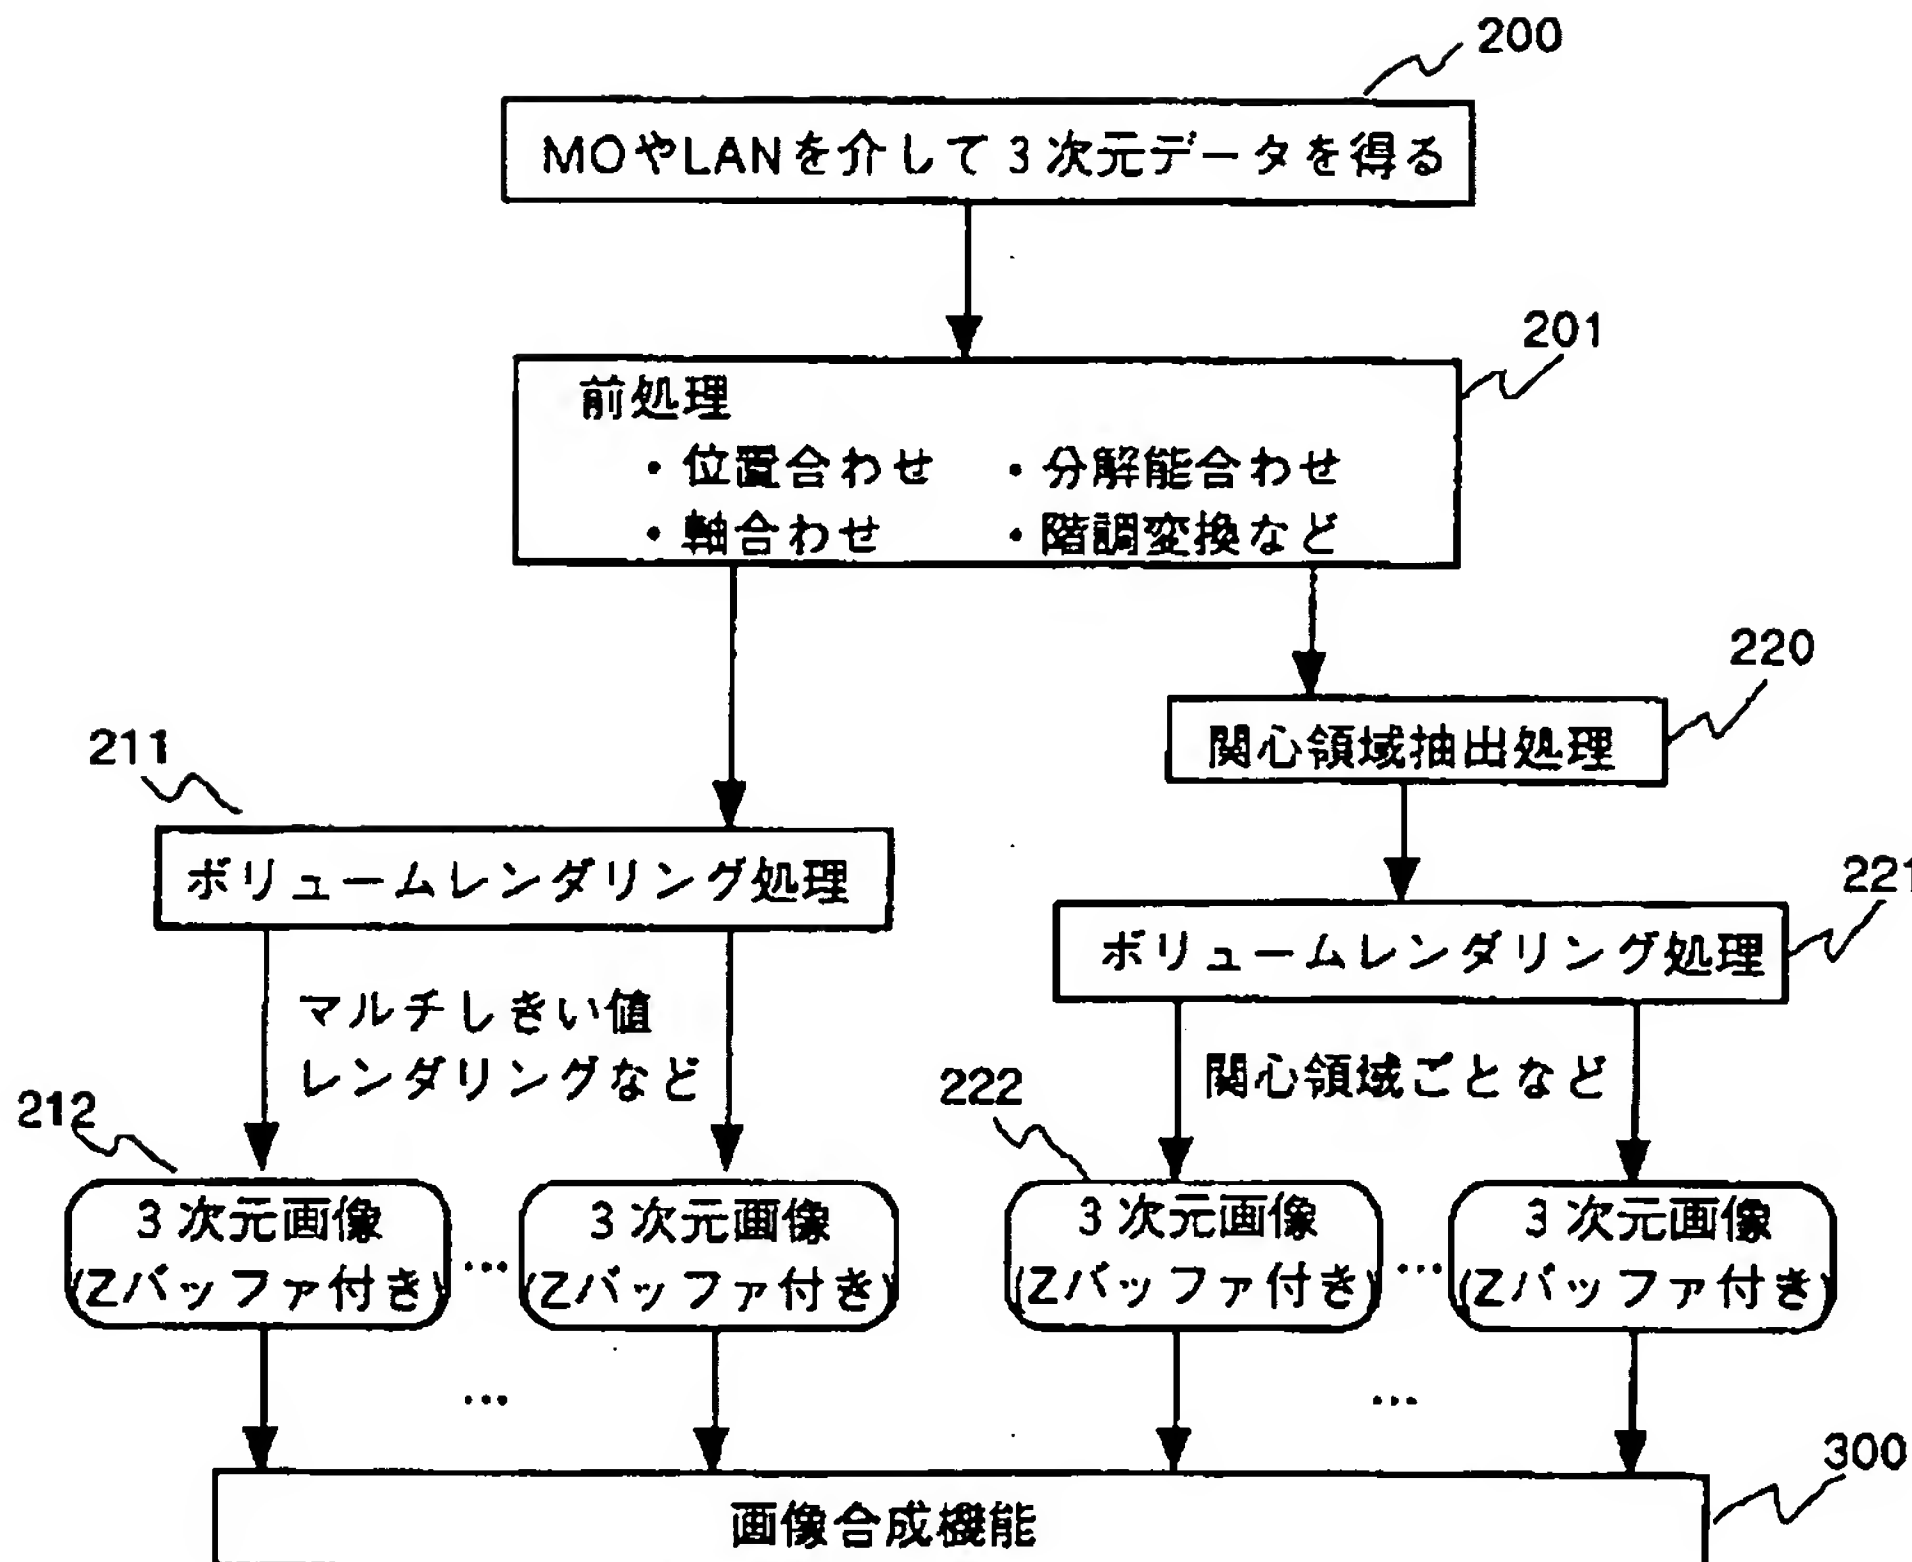 200
MOやLANを介して3次元データを得る
201
前処理
・位置合わせ ・分解能合わせ
・軸合わせ ・階調変換など
220
関心領域抽出処理
211
ボリュームレンダリング処理
221
ボリュームレンダリング処理
マルチしきい値
レンダリングなど
関心領域ごとなど
212
222
3次元画像
(Zバッファ付き)
…
3次元画像
(Zバッファ付き)
3次元画像
(Zバッファ付き)
…
3次元画像
(Zバッファ付き)
…
…
300
画像合成機能